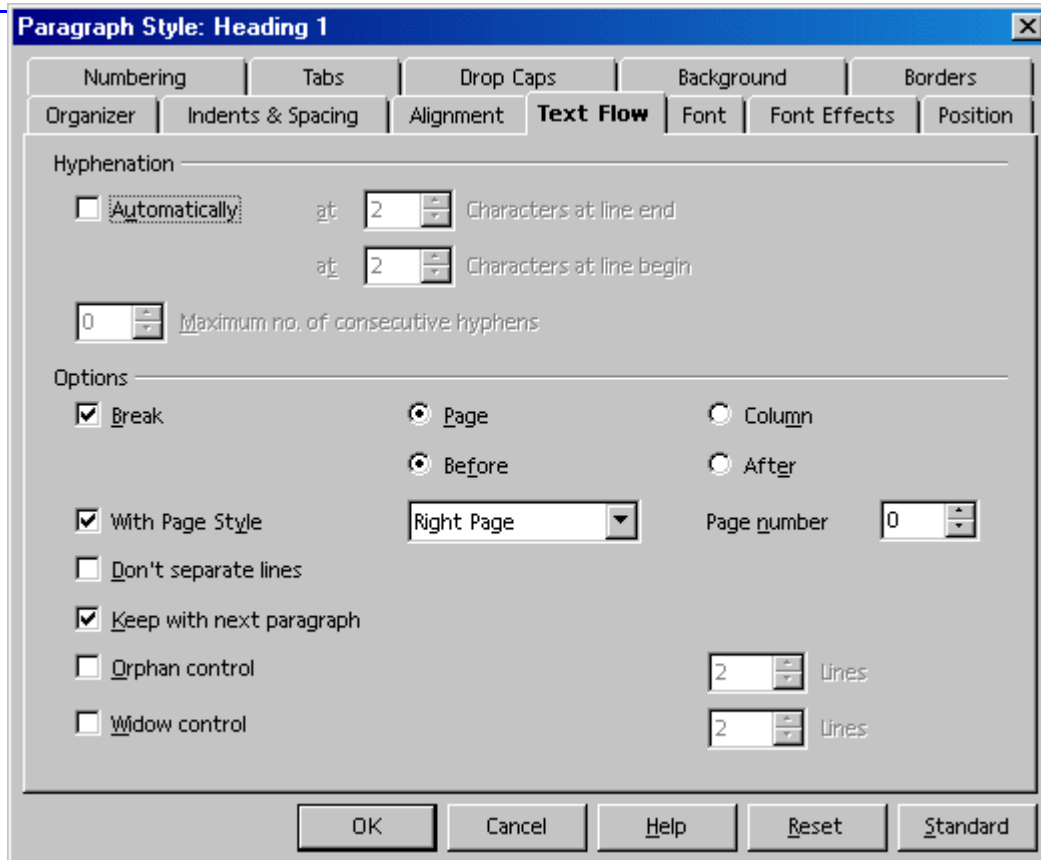 Paragraph Style: Heading 1
Numbering Tabs Drop Caps Background Borders
Organizer Indents & Spacing Alignment Text Flow Font Font Effects Position
Hyphenation
Automatically at 2 Characters at line end
at 2 Characters at line begin
0 Maximum no. of consecutive hyphens
Options
Break Page Column
Before After
With Page Style Right Page Page number 0
Don't separate lines
Keep with next paragraph
Orphan control 2 Lines
Widow control 2 Lines
OK Cancel Help Reset Standard